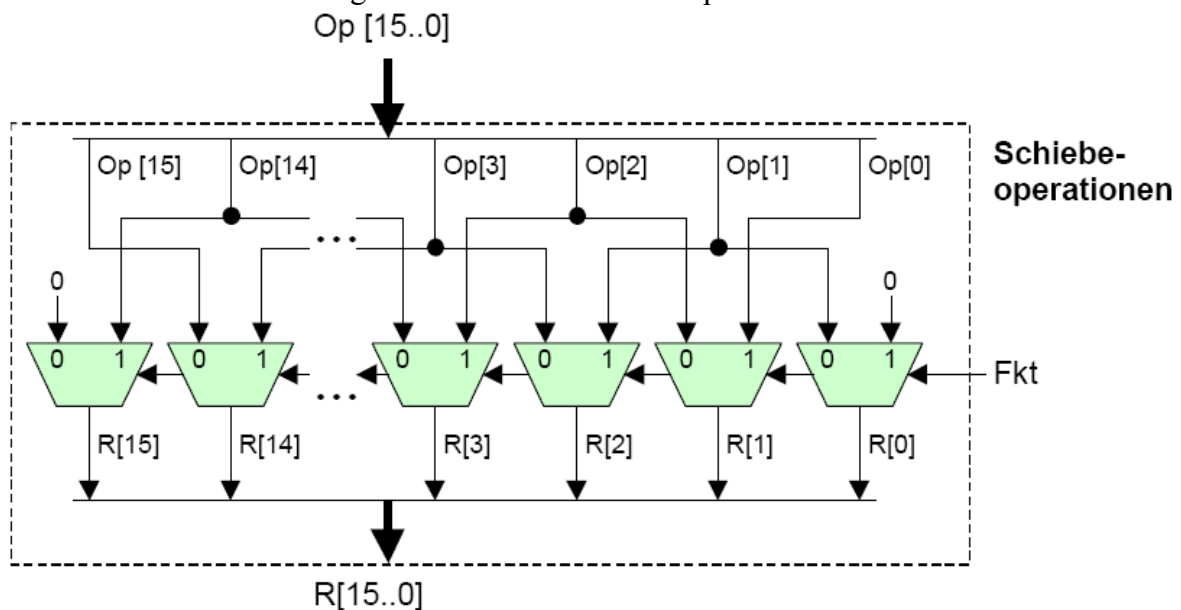 Op [15..0]
Op [15] Op[14] Op[3] Op[2] Op[1] Op[0]
Schiebe-
operationen
...
0 0
0 1 0 1 0 1 0 1 0 1 0 1
Fkt
...
R[15] R[14] R[3] R[2] R[1] R[0]
R[15..0]